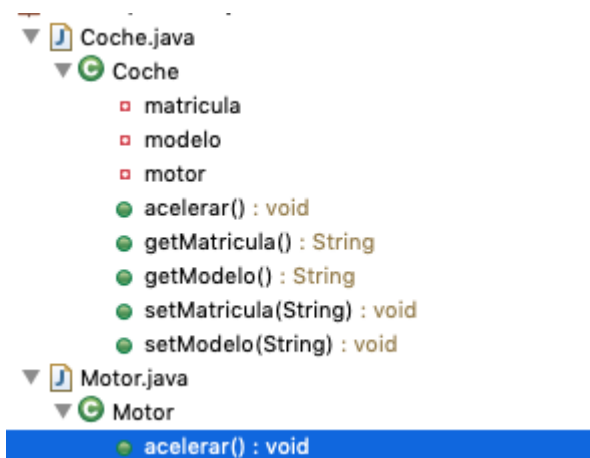 Coche.java
Coche
matricula
modelo
motor
acelerar() : void
getMatricula() : String
getModelo() : String
setMatricula(String) : void
setModelo(String) : void
Motor.java
Motor
acelerar() : void